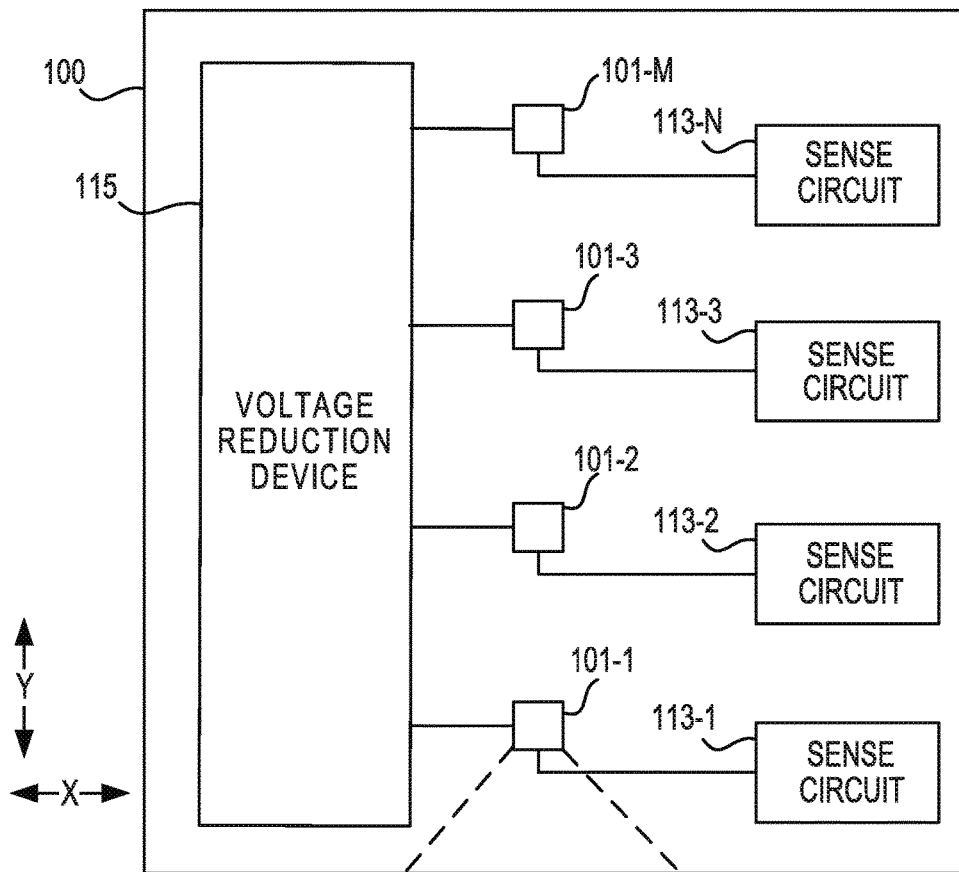 100
101-M
113-N
SENSE
CIRCUIT
115
101-3
113-3
SENSE
CIRCUIT
VOLTAGE
REDUCTION
DEVICE
101-2
113-2
SENSE
CIRCUIT
Y
101-1
113-1
SENSE
CIRCUIT
X